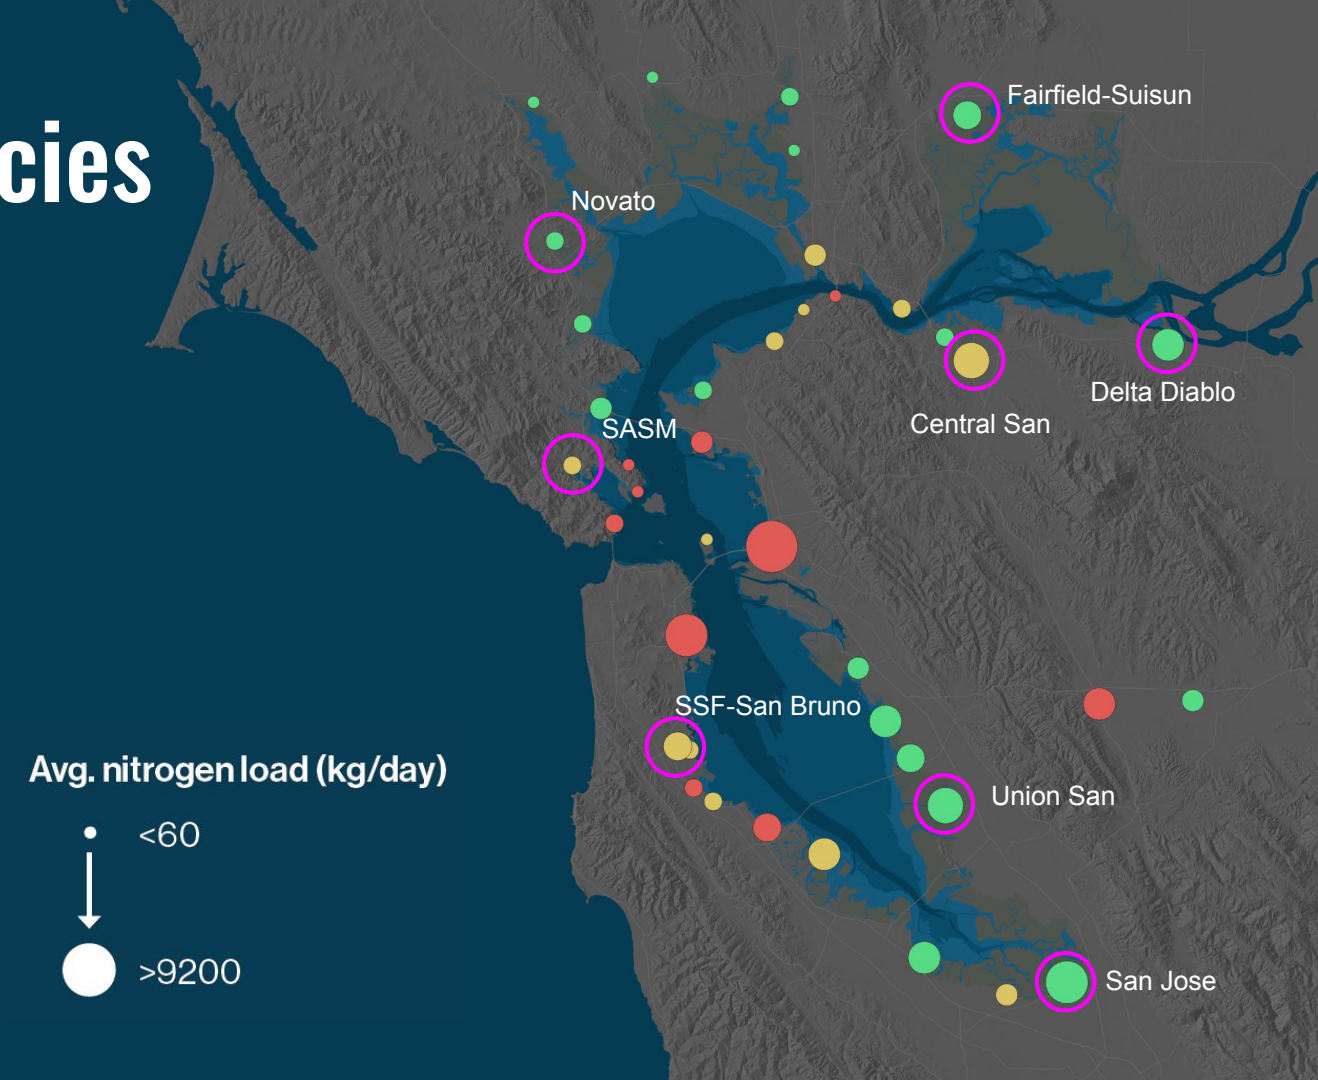 cies
Fairfield-Suisun
Novato
Delta Diablo
Central San
SASM
SSF-San Bruno
Union San
San Jose
Avg. nitrogen load (kg/day)
<60
>9200